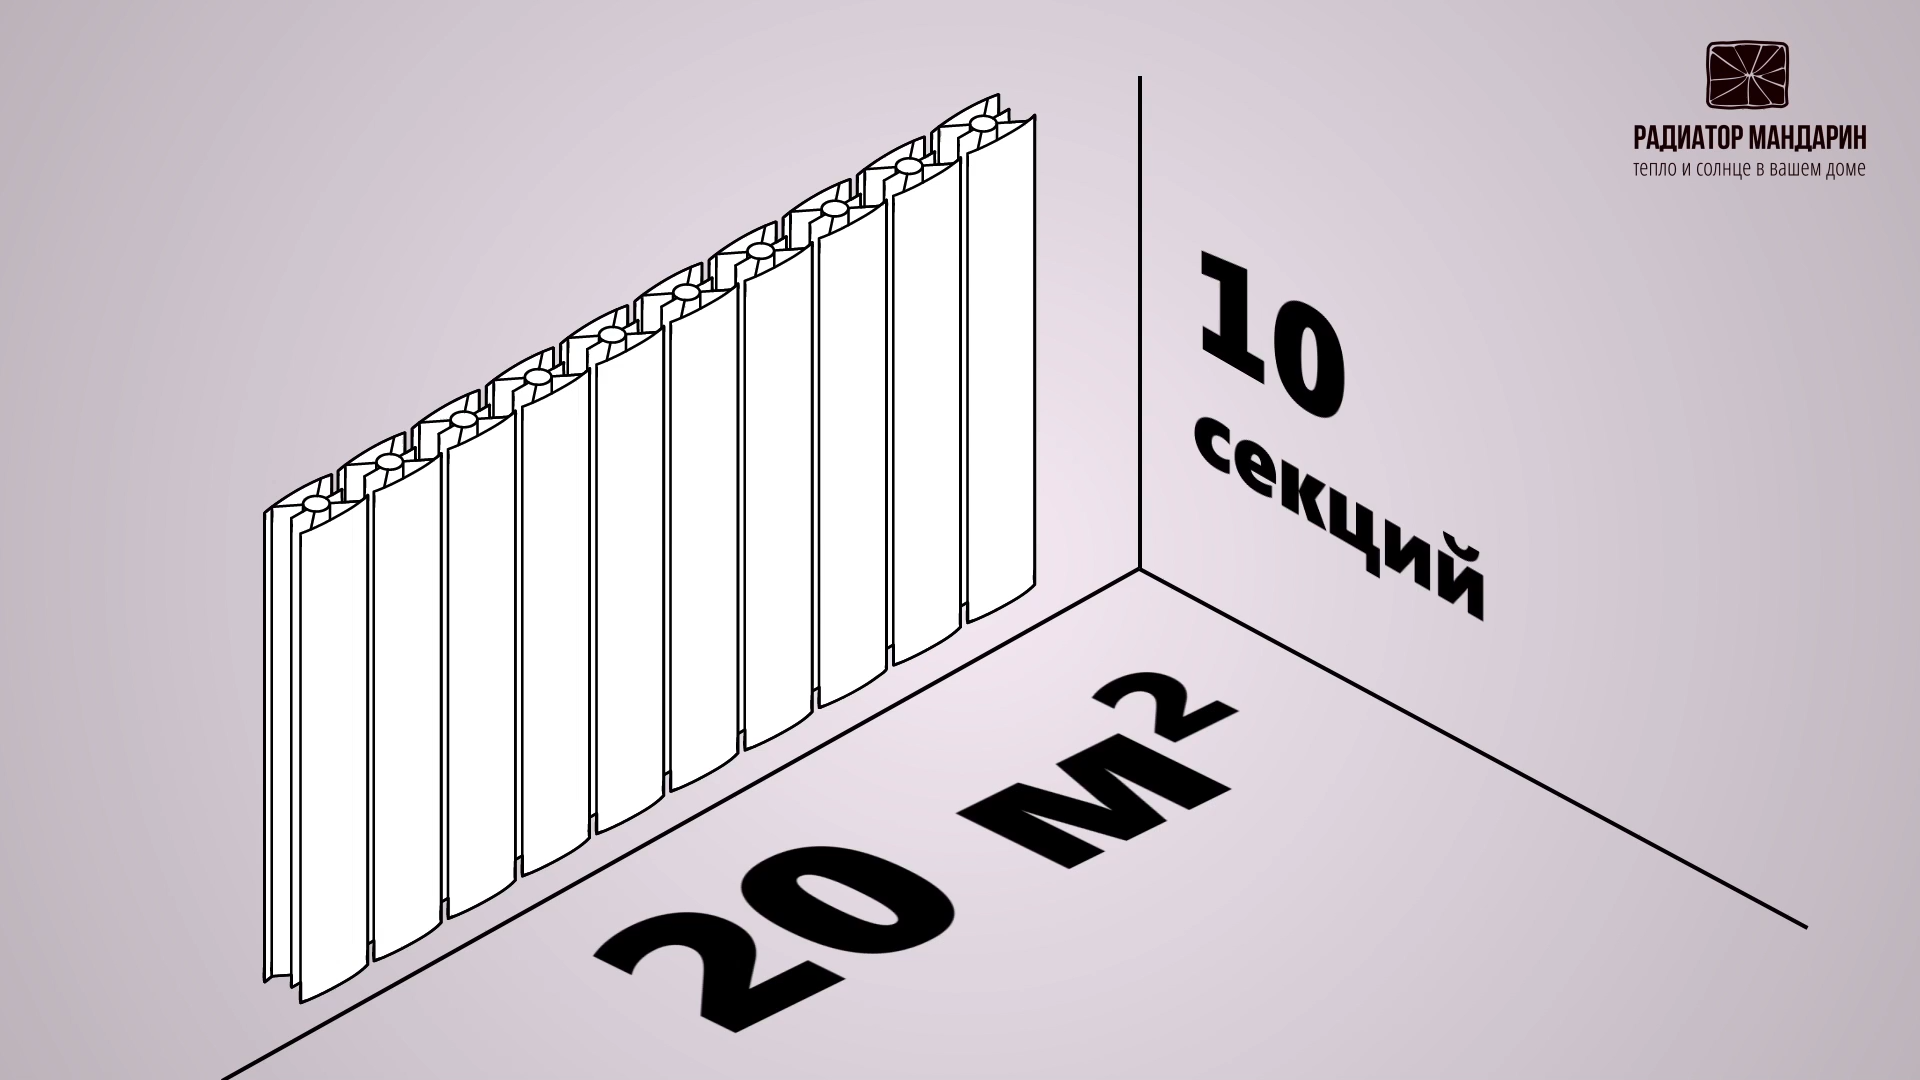 РАДИАТОР МАНДАРИН
тепло и солнце в вашем доме
10
секций
20 м²